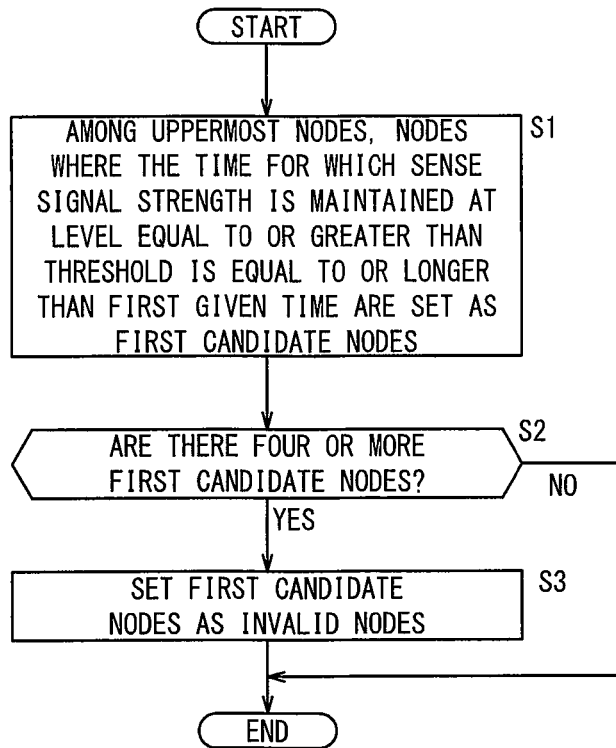 START
AMONG UPPERMOST NODES, NODES
WHERE THE TIME FOR WHICH SENSE
SIGNAL STRENGTH IS MAINTAINED AT
LEVEL EQUAL TO OR GREATER THAN
THRESHOLD IS EQUAL TO OR LONGER
THAN FIRST GIVEN TIME ARE SET AS
FIRST CANDIDATE NODES
S1
ARE THERE FOUR OR MORE
FIRST CANDIDATE NODES?
S2
NO
YES
SET FIRST CANDIDATE
NODES AS INVALID NODES
S3
END